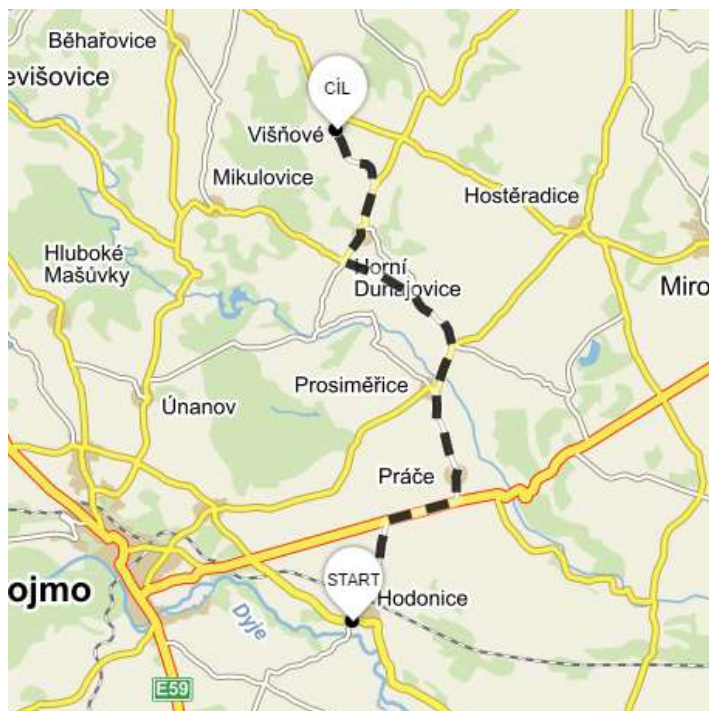 Běhařovice
evišovice
CÍL
Višňové
Mikulovice
Hostěradice
Hluboké
Mašůvky
Horní
Dunajovice
Miro
Prosiměřice
Únanov
Práče
START
ojmo
Hodonice
Dyje
E59